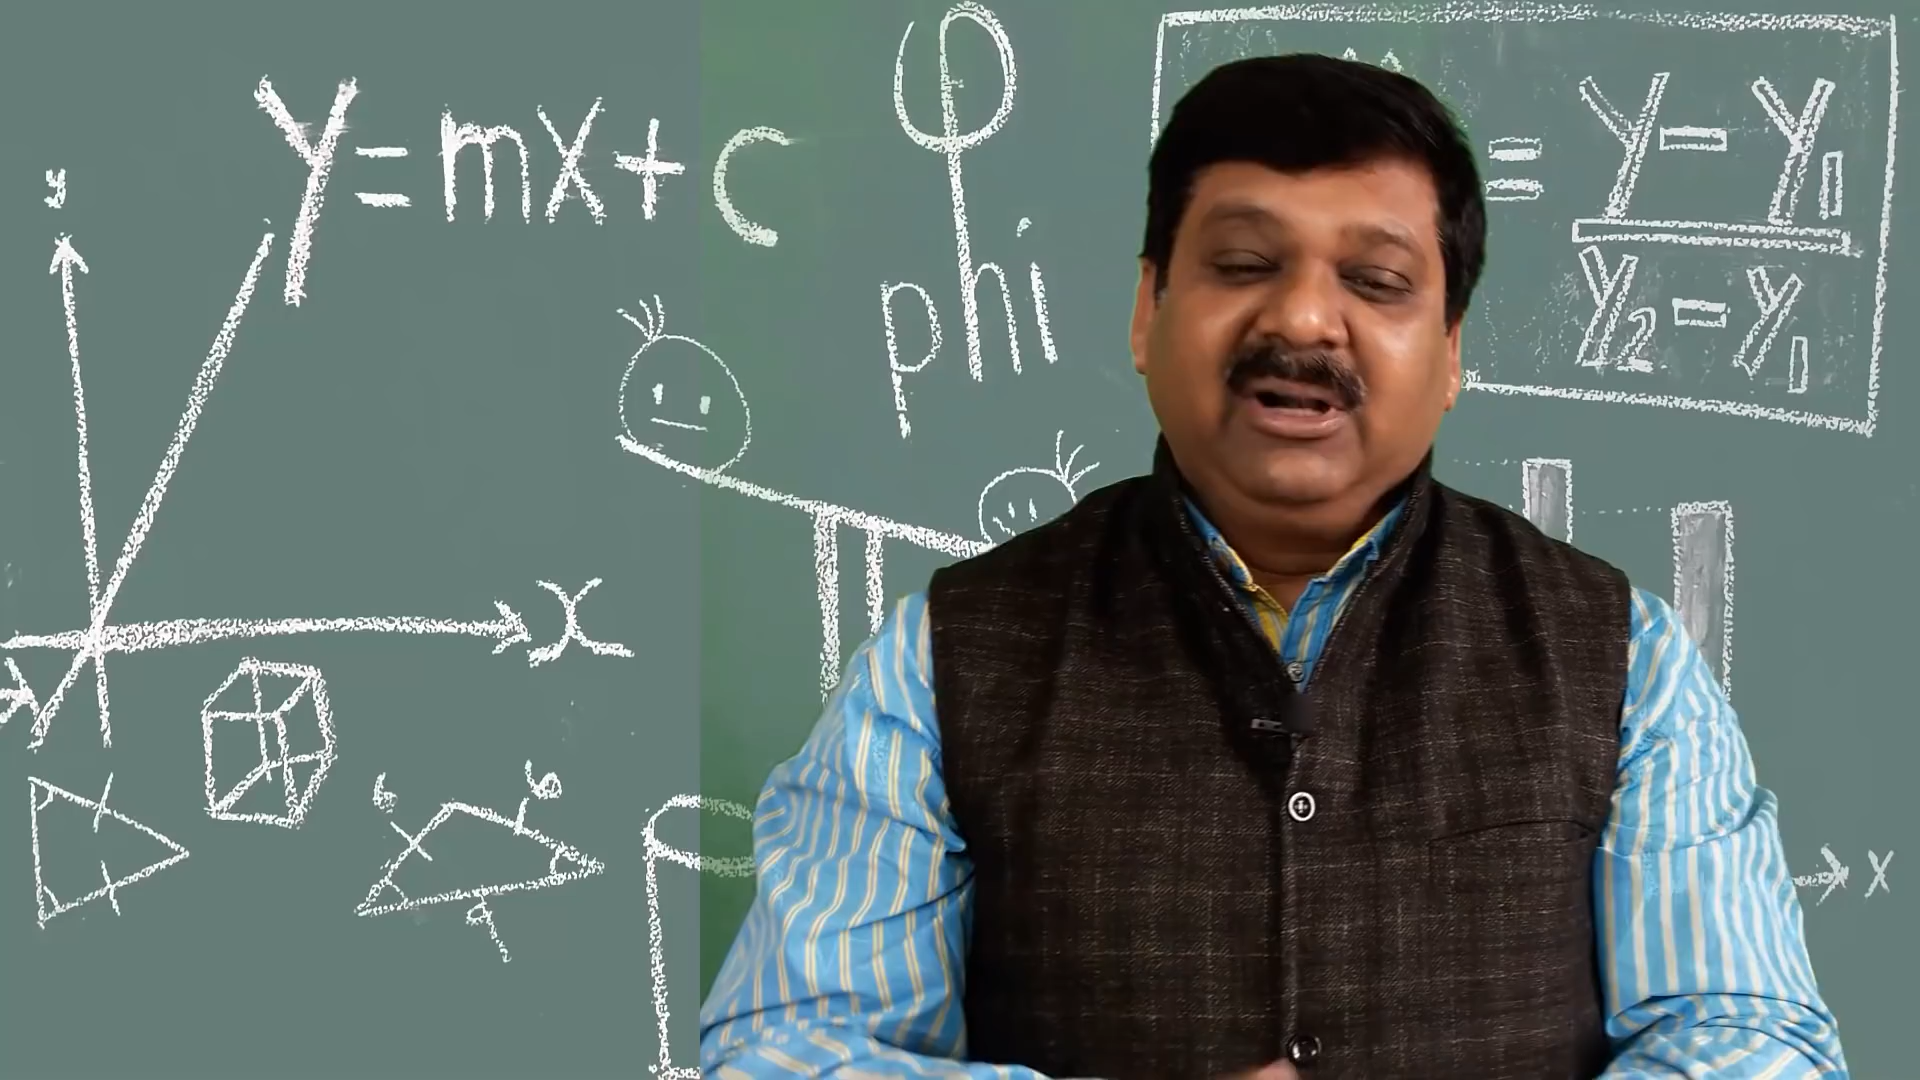 y = mx + c
φ
phi
= y - y1
y2 - y1
y
x
b
b
a
x